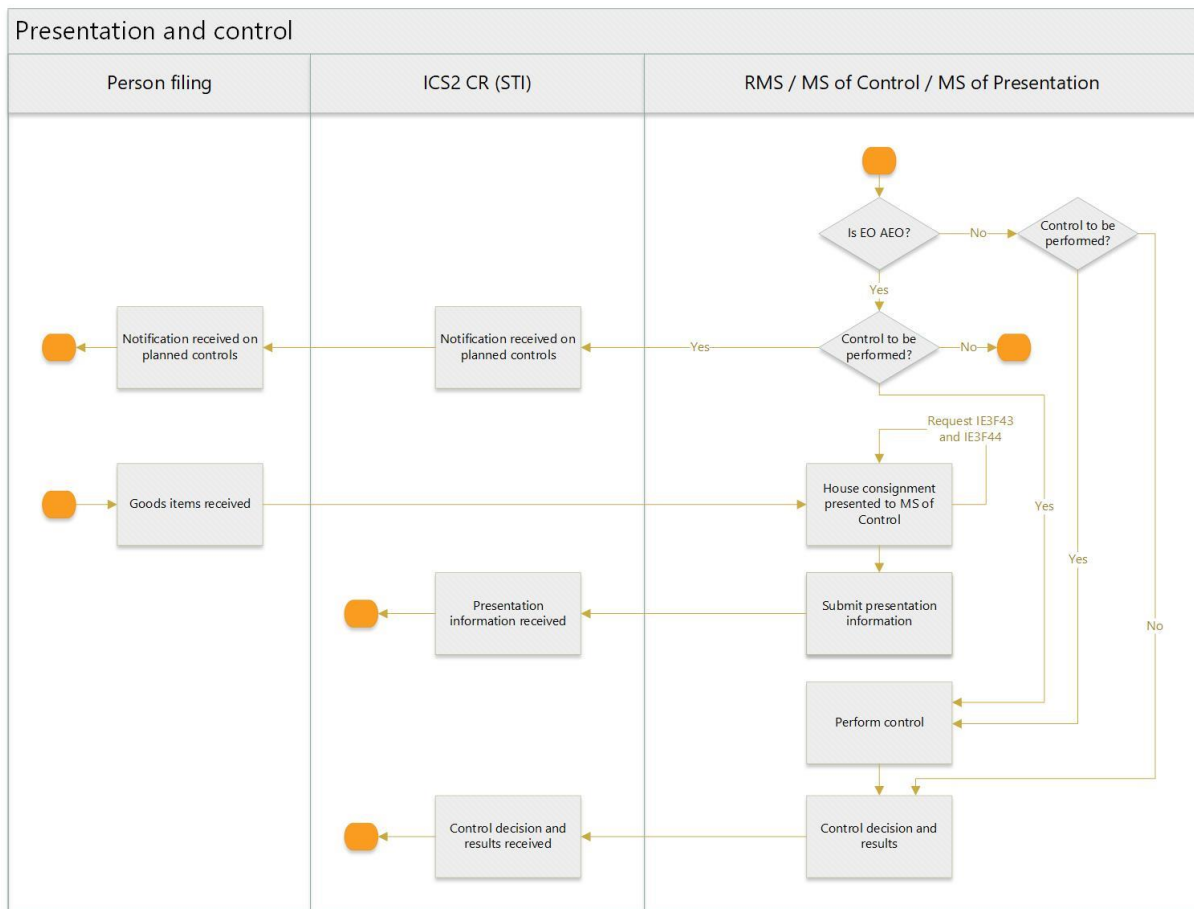 Presentation and control
Person filing
ICS2 CR (STI)
RMS / MS of Control / MS of Presentation
Is EO AEO?
No
Control to be
performed?
Yes
Notification received on
planned controls
Notification received on
planned controls
Yes
Control to be
performed?
No
Request IE3F43
and IE3F44
Goods items received
House consignment
presented to MS of
Control
Yes
Yes
Presentation
information received
Submit presentation
information
No
Perform control
Control decision and
results received
Control decision and
results